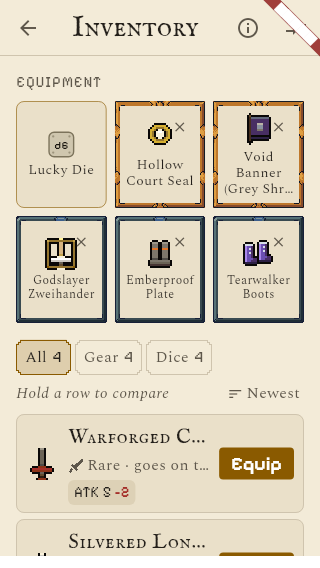 Inventory
EQUIPMENT
d6
Lucky Die
Hollow
Court Seal
Void
Banner
(Grey Shr…
Godslayer
Zweihander
Emberproof
Plate
Tearwalker
Boots
All 4
Gear 4
Dice 4
Hold a row to compare
Newest
Warforged C…
Rare · goes on t…
ATK 8 -8
Equip
Silvered Lon…